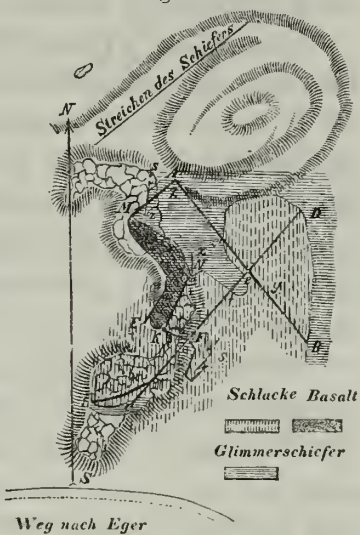 Streichen des Schiefers
N
S
M
A
D
B
E
F
S
Schlacke Basalt
Glimmerschiefer
Weg nach Eger